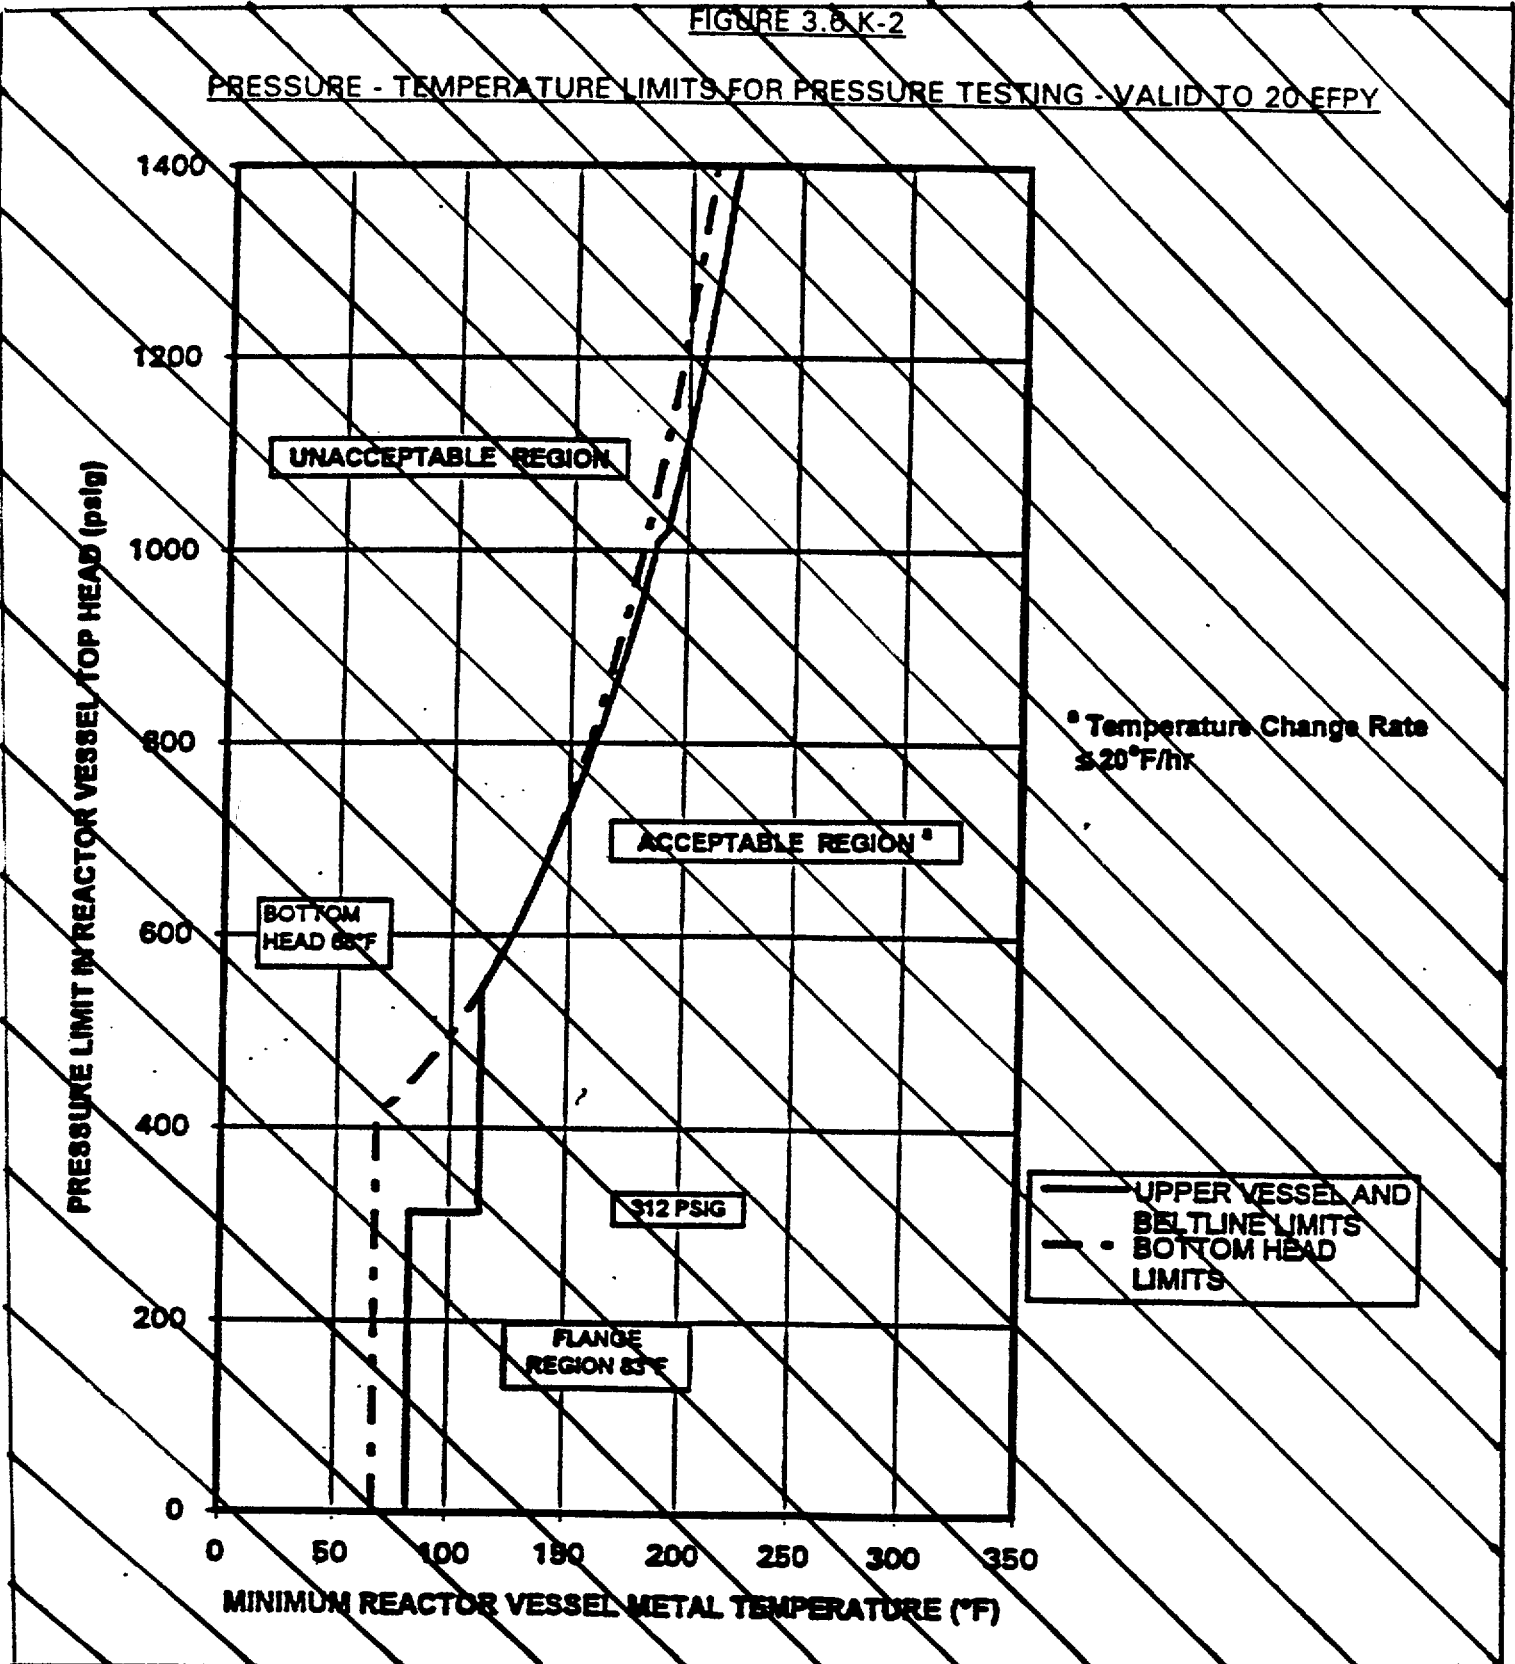 FIGURE 3.6.K-2
PRESSURE - TEMPERATURE LIMITS FOR PRESSURE TESTING - VALID TO 20 EFPY
1400
1200
UNACCEPTABLE REGION
1000
800
a Temperature Change Rate
≤ 20°F/hr
ACCEPTABLE REGION a
BOTTOM
HEAD 68°F
600
400
312 PSIG
UPPER VESSEL AND
BELTLINE LIMITS
BOTTOM HEAD
LIMITS
200
FLANGE
REGION 83°F
0
0 50 100 150 200 250 300 350
MINIMUM REACTOR VESSEL METAL TEMPERATURE (°F)
PRESSURE LIMIT IN REACTOR VESSEL TOP HEAD (psig)